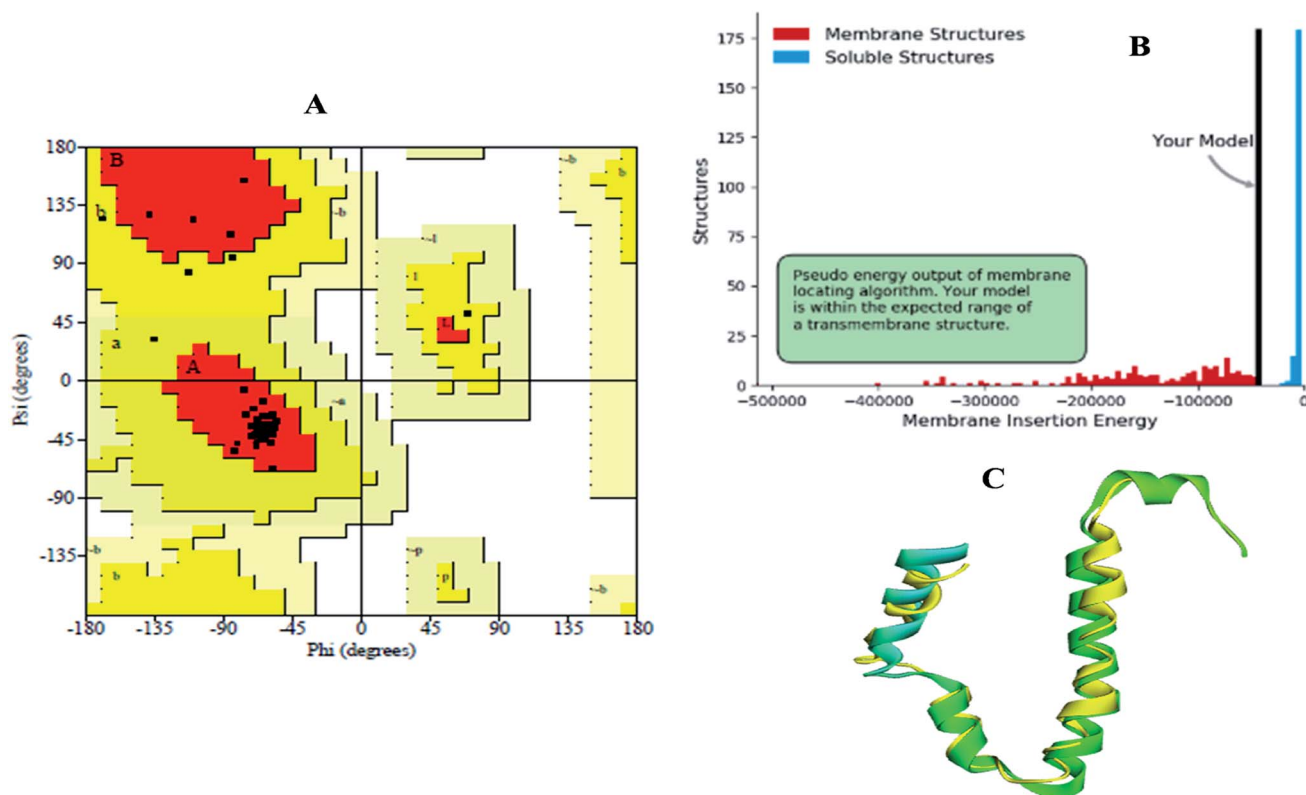 A
180
135
90
45
0
-45
-90
-135
-180
-135
-90
-45
0
45
90
135
180
Psi (degrees)
Phi (degrees)
B
b
~b
~l
l
L
a
A
~a
~b
b
~b
b
~p
p
~b
B
Membrane Structures
Soluble Structures
Your Model
Structures
175
150
125
100
75
50
25
0
Pseudo energy output of membrane
locating algorithm. Your model
is within the expected range of
a transmembrane structure.
−500000
−400000
−300000
−200000
−100000
0
Membrane Insertion Energy
C